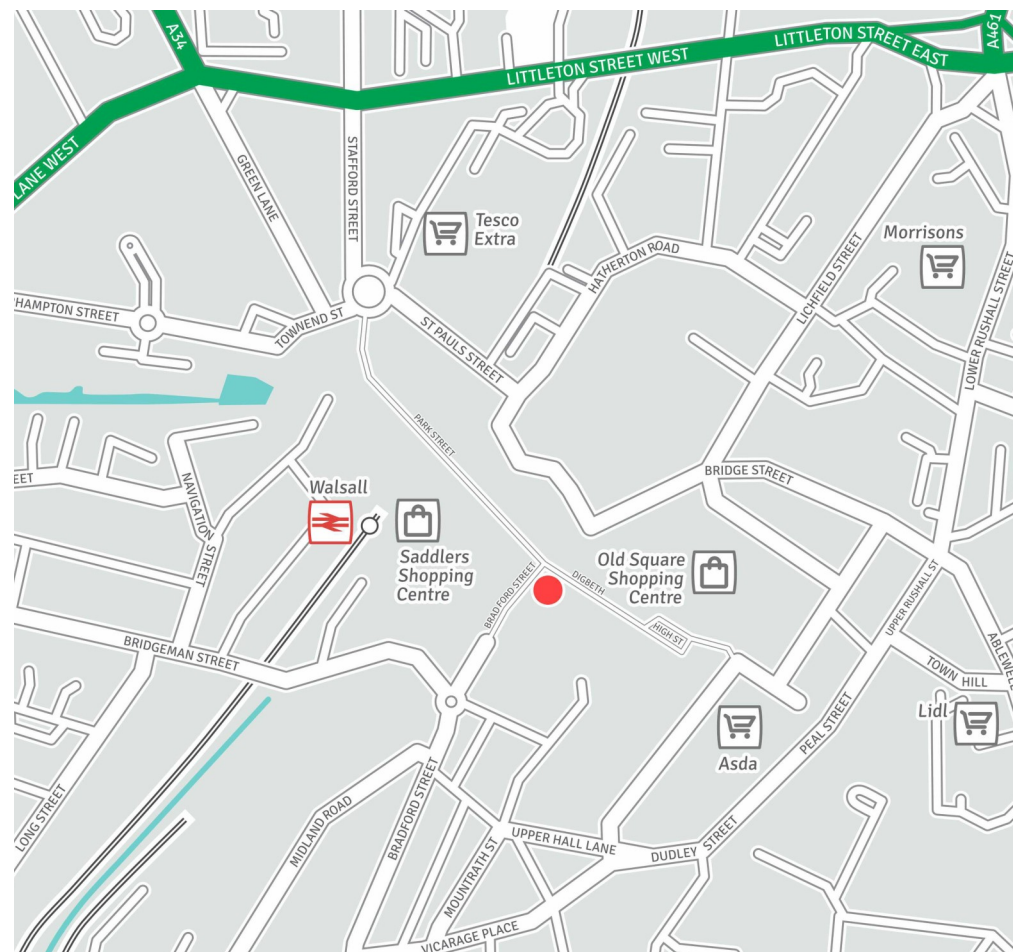 A34
A461
LITTLETON STREET EAST
LITTLETON STREET WEST
LANE WEST
STAFFORD STREET
GREEN LANE
Tesco
Extra
Morrisons
HATHERTON ROAD
LICHFIELD STREET
LOWER RUSHALL STREET
HAMPTON STREET
TOWNEND ST
ST PAULS STREET
PARK STREET
BRIDGE STREET
EET
NAVIGATION STREET
Walsall
Saddlers
Shopping
Centre
Old Square
Shopping
Centre
BRADFORD STREET
DIGBETH
HIGH ST
UPPER RUSHALL ST
ABLEWELL
TOWN HILL
BRIDGEMAN STREET
Lidl
Asda
PEAL STREET
LONG STREET
MIDLAND ROAD
BRADFORD STREET
MOUNTRATH ST
UPPER HALL LANE
DUDLEY STREET
VICARAGE PLACE